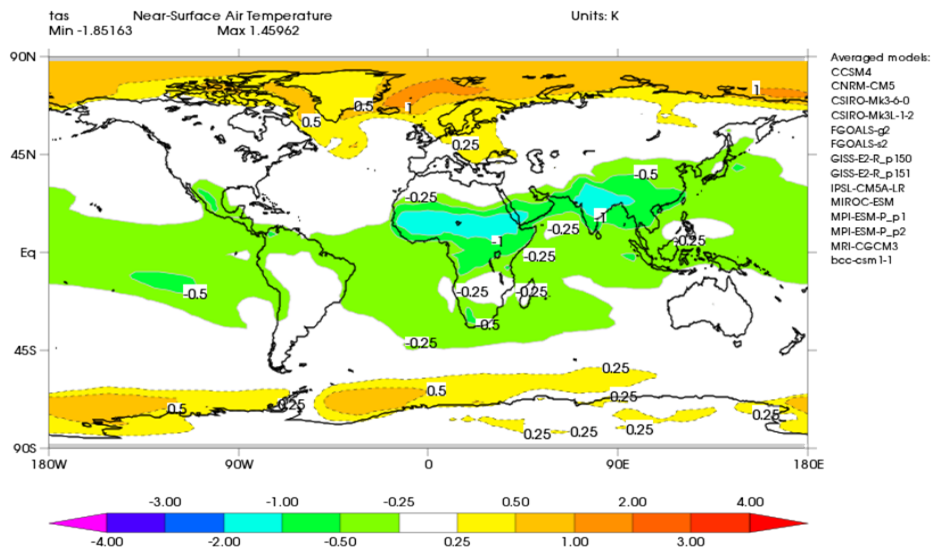 tas Near-Surface Air Temperature Units: K
Min -1.85163 Max 1.45962
90N
45N
Eq
45S
90S
180W 90W 0 90E 180E
0.5
1
1
0.5
0.25
-0.5
-0.25
-1
-0.25
-0.25
-1
-0.25
-0.5
-0.25
-0.25
-0.5
-0.25
0.25
0.5
0.25
0.5
0.25
0.25
0.25
0.25
0.25
Averaged models:
CCSM4
CNRM-CM5
CSIRO-Mk3-6-0
CSIRO-Mk3L-1-2
FGOALS-g2
FGOALS-s2
GISS-E2-R_p150
GISS-E2-R_p151
IPSL-CM5A-LR
MIROC-ESM
MPI-ESM-P_p1
MPI-ESM-P_p2
MRI-CGCM3
bcc-csm1-1
-3.00 -1.00 -0.25 0.50 2.00 4.00
-4.00 -2.00 -0.50 0.25 1.00 3.00